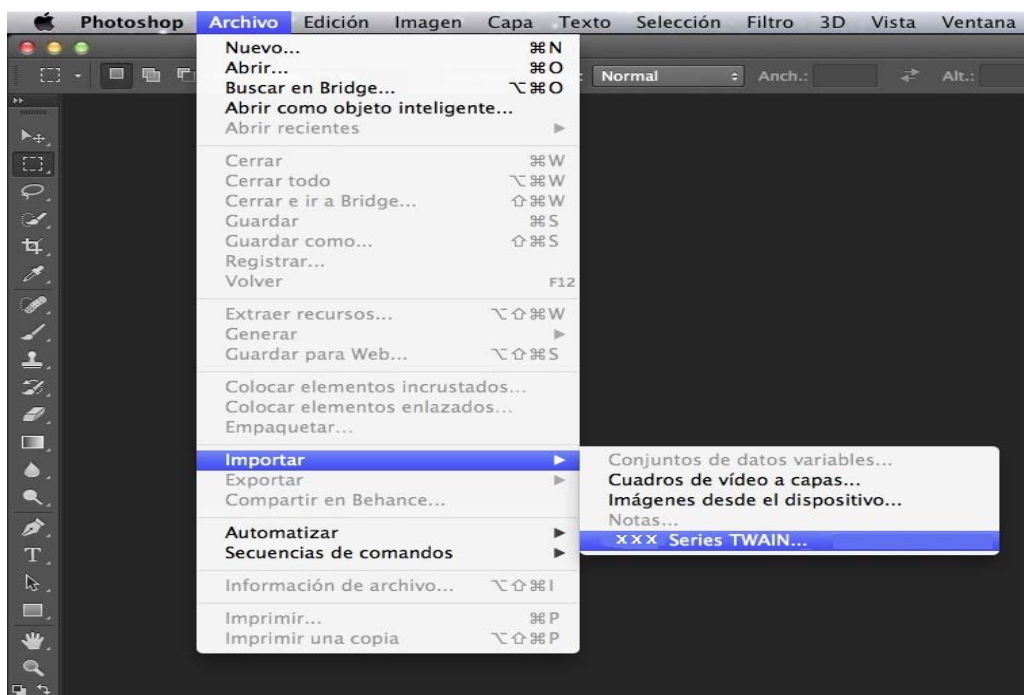 Photoshop Archivo Edición Imagen Capa Texto Selección Filtro 3D Vista Ventana
Nuevo... ⌘N
Abrir... ⌘O
Buscar en Bridge... ⌥⌘O
Abrir como objeto inteligente...
Abrir recientes
: Normal Anch.: Alt.:
Cerrar ⌘W
Cerrar todo ⌥⌘W
Cerrar e ir a Bridge... ⇧⌘W
Guardar ⌘S
Guardar como... ⇧⌘S
Registrar...
Volver F12
Extraer recursos... ⌥⇧⌘W
Generar
Guardar para Web... ⌥⇧⌘S
Colocar elementos incrustados...
Colocar elementos enlazados...
Empaquetar...
Importar
Exportar
Compartir en Behance...
Automatizar
Secuencias de comandos
Información de archivo... ⌥⇧⌘I
Imprimir... ⌘P
Imprimir una copia ⌥⇧⌘P
Conjuntos de datos variables...
Cuadros de vídeo a capas...
Imágenes desde el dispositivo...
Notas...
XXX Series TWAIN...